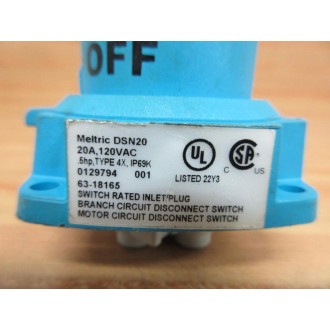 OFF
Meltric DSN20
20A,120VAC
.5hp,TYPE 4X, IP69K
0129794 001
63-18165
SWITCH RATED INLET/PLUG
BRANCH CIRCUIT DISCONNECT SWITCH
MOTOR CIRCUIT DISCONNECT SWITCH
UL
LISTED 22Y3
SA
C US